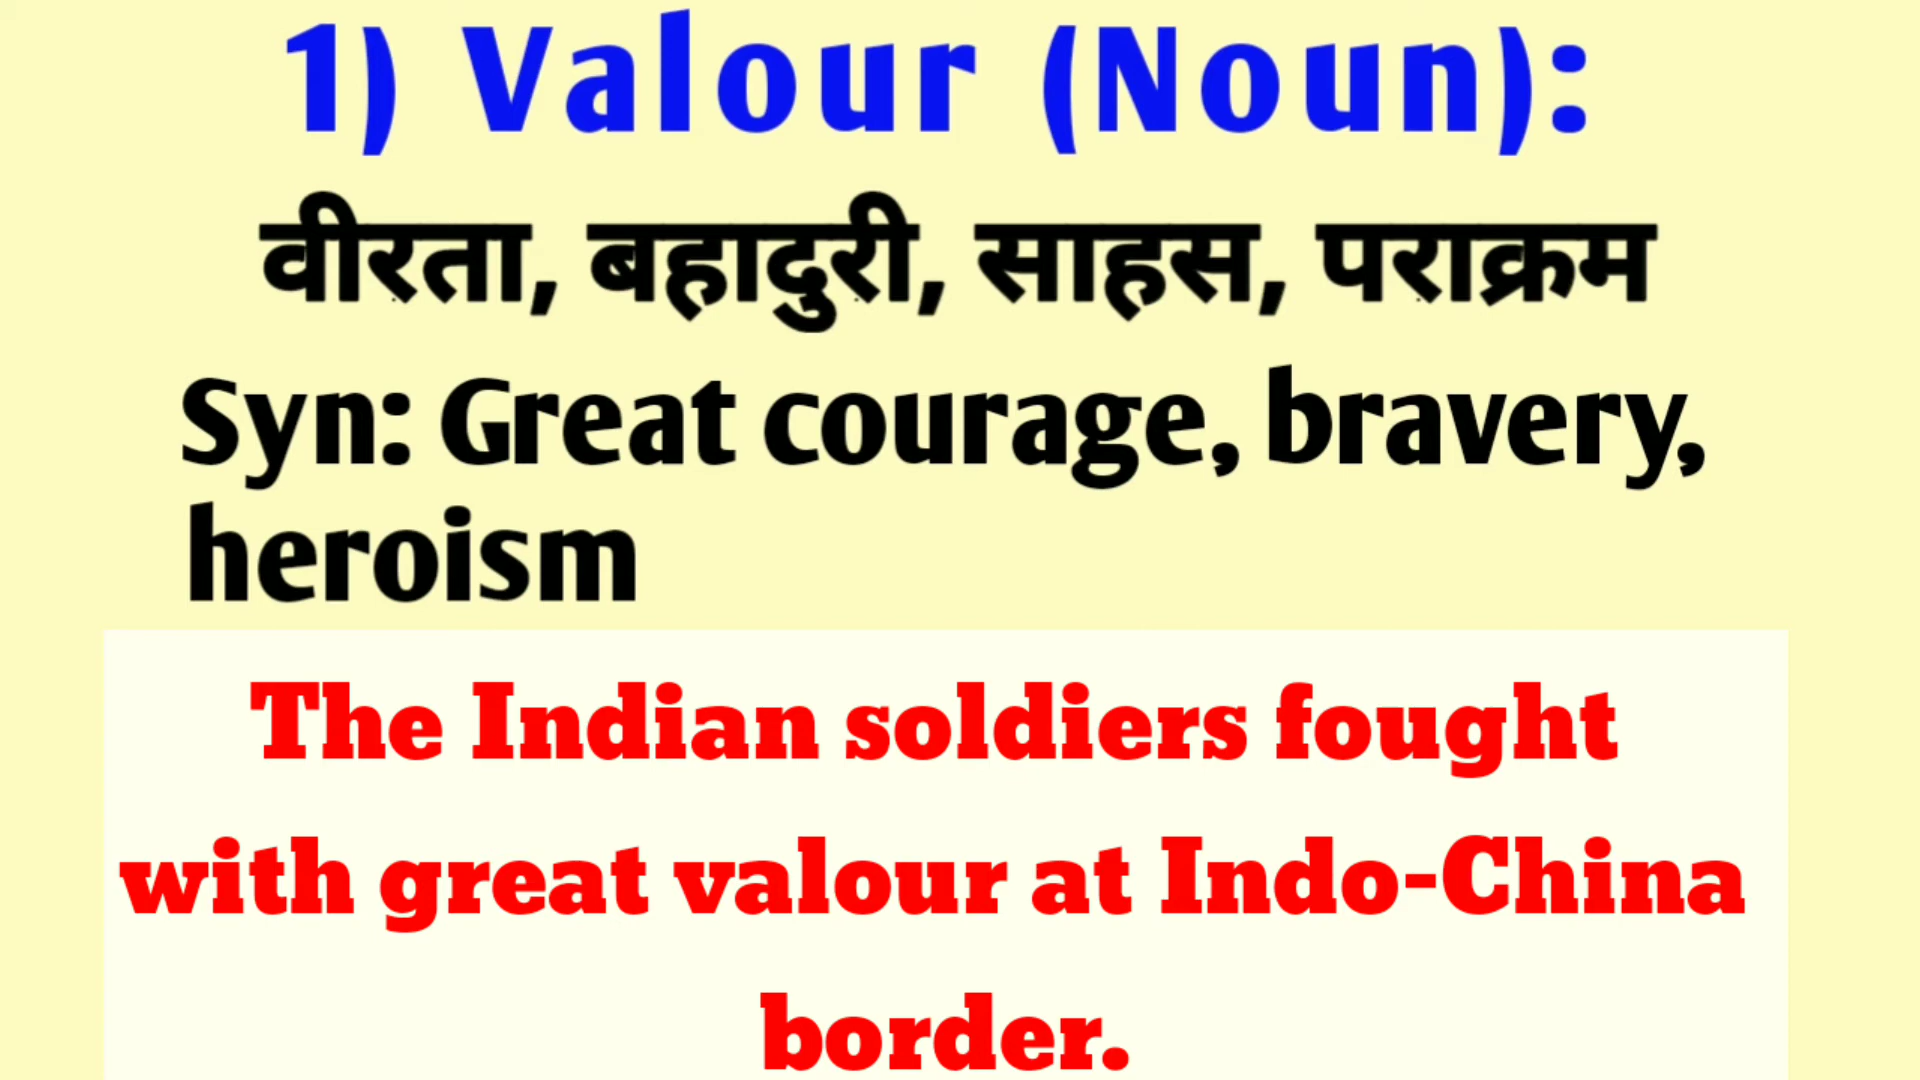 1) Valour (Noun):
वीरता, बहादुरी, साहस, पराक्रम
Syn: Great courage, bravery,
heroism
The Indian soldiers fought
with great valour at Indo-China
border.